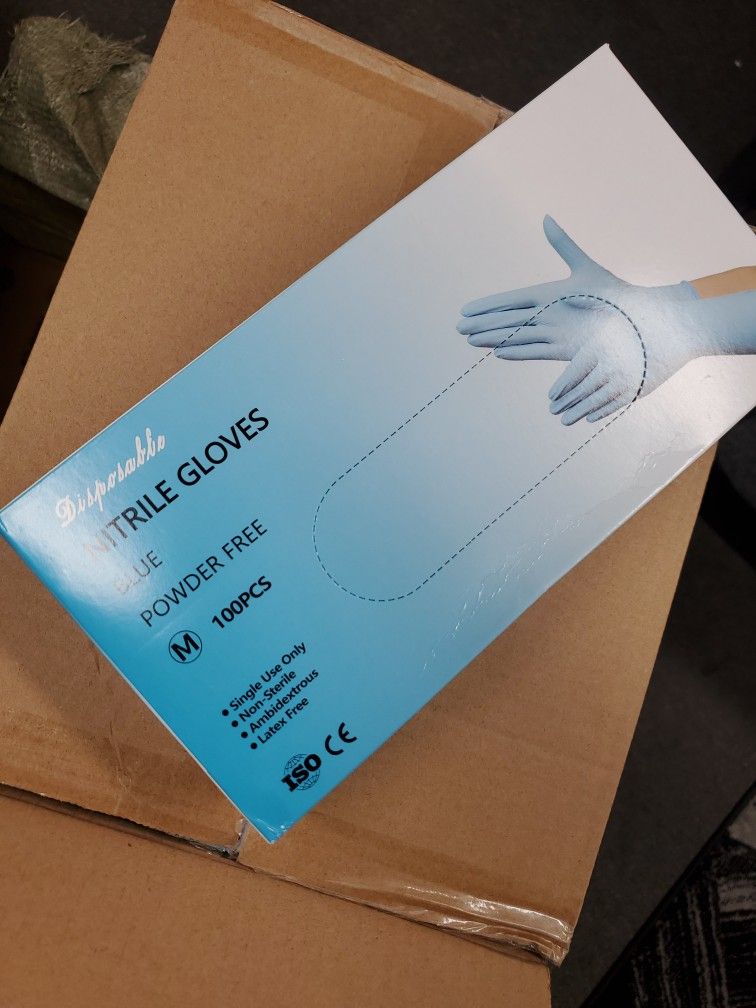 Disposable
NITRILE GLOVES
BLUE
POWDER FREE
M 100PCS
• Single Use Only
• Non-Sterile
• Ambidextrous
• Latex Free
ISO CE